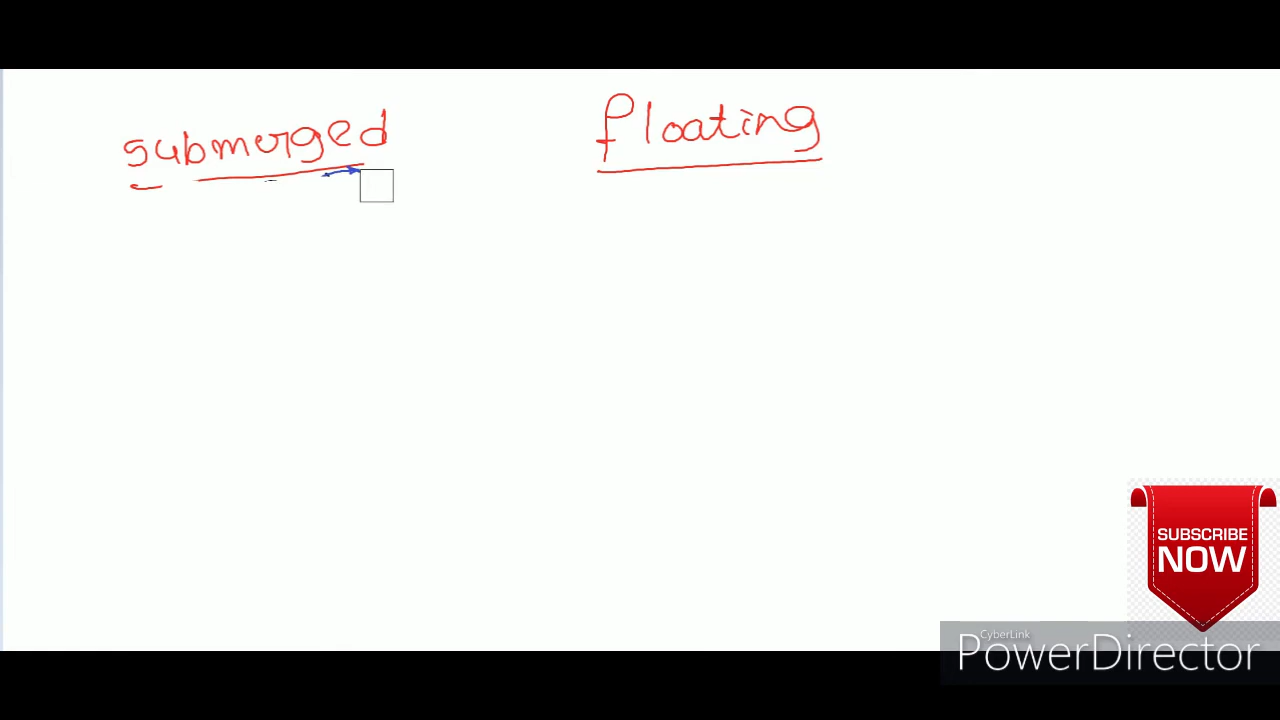 submerged floating
SUBSCRIBE
NOW
CyberLink
PowerDirector